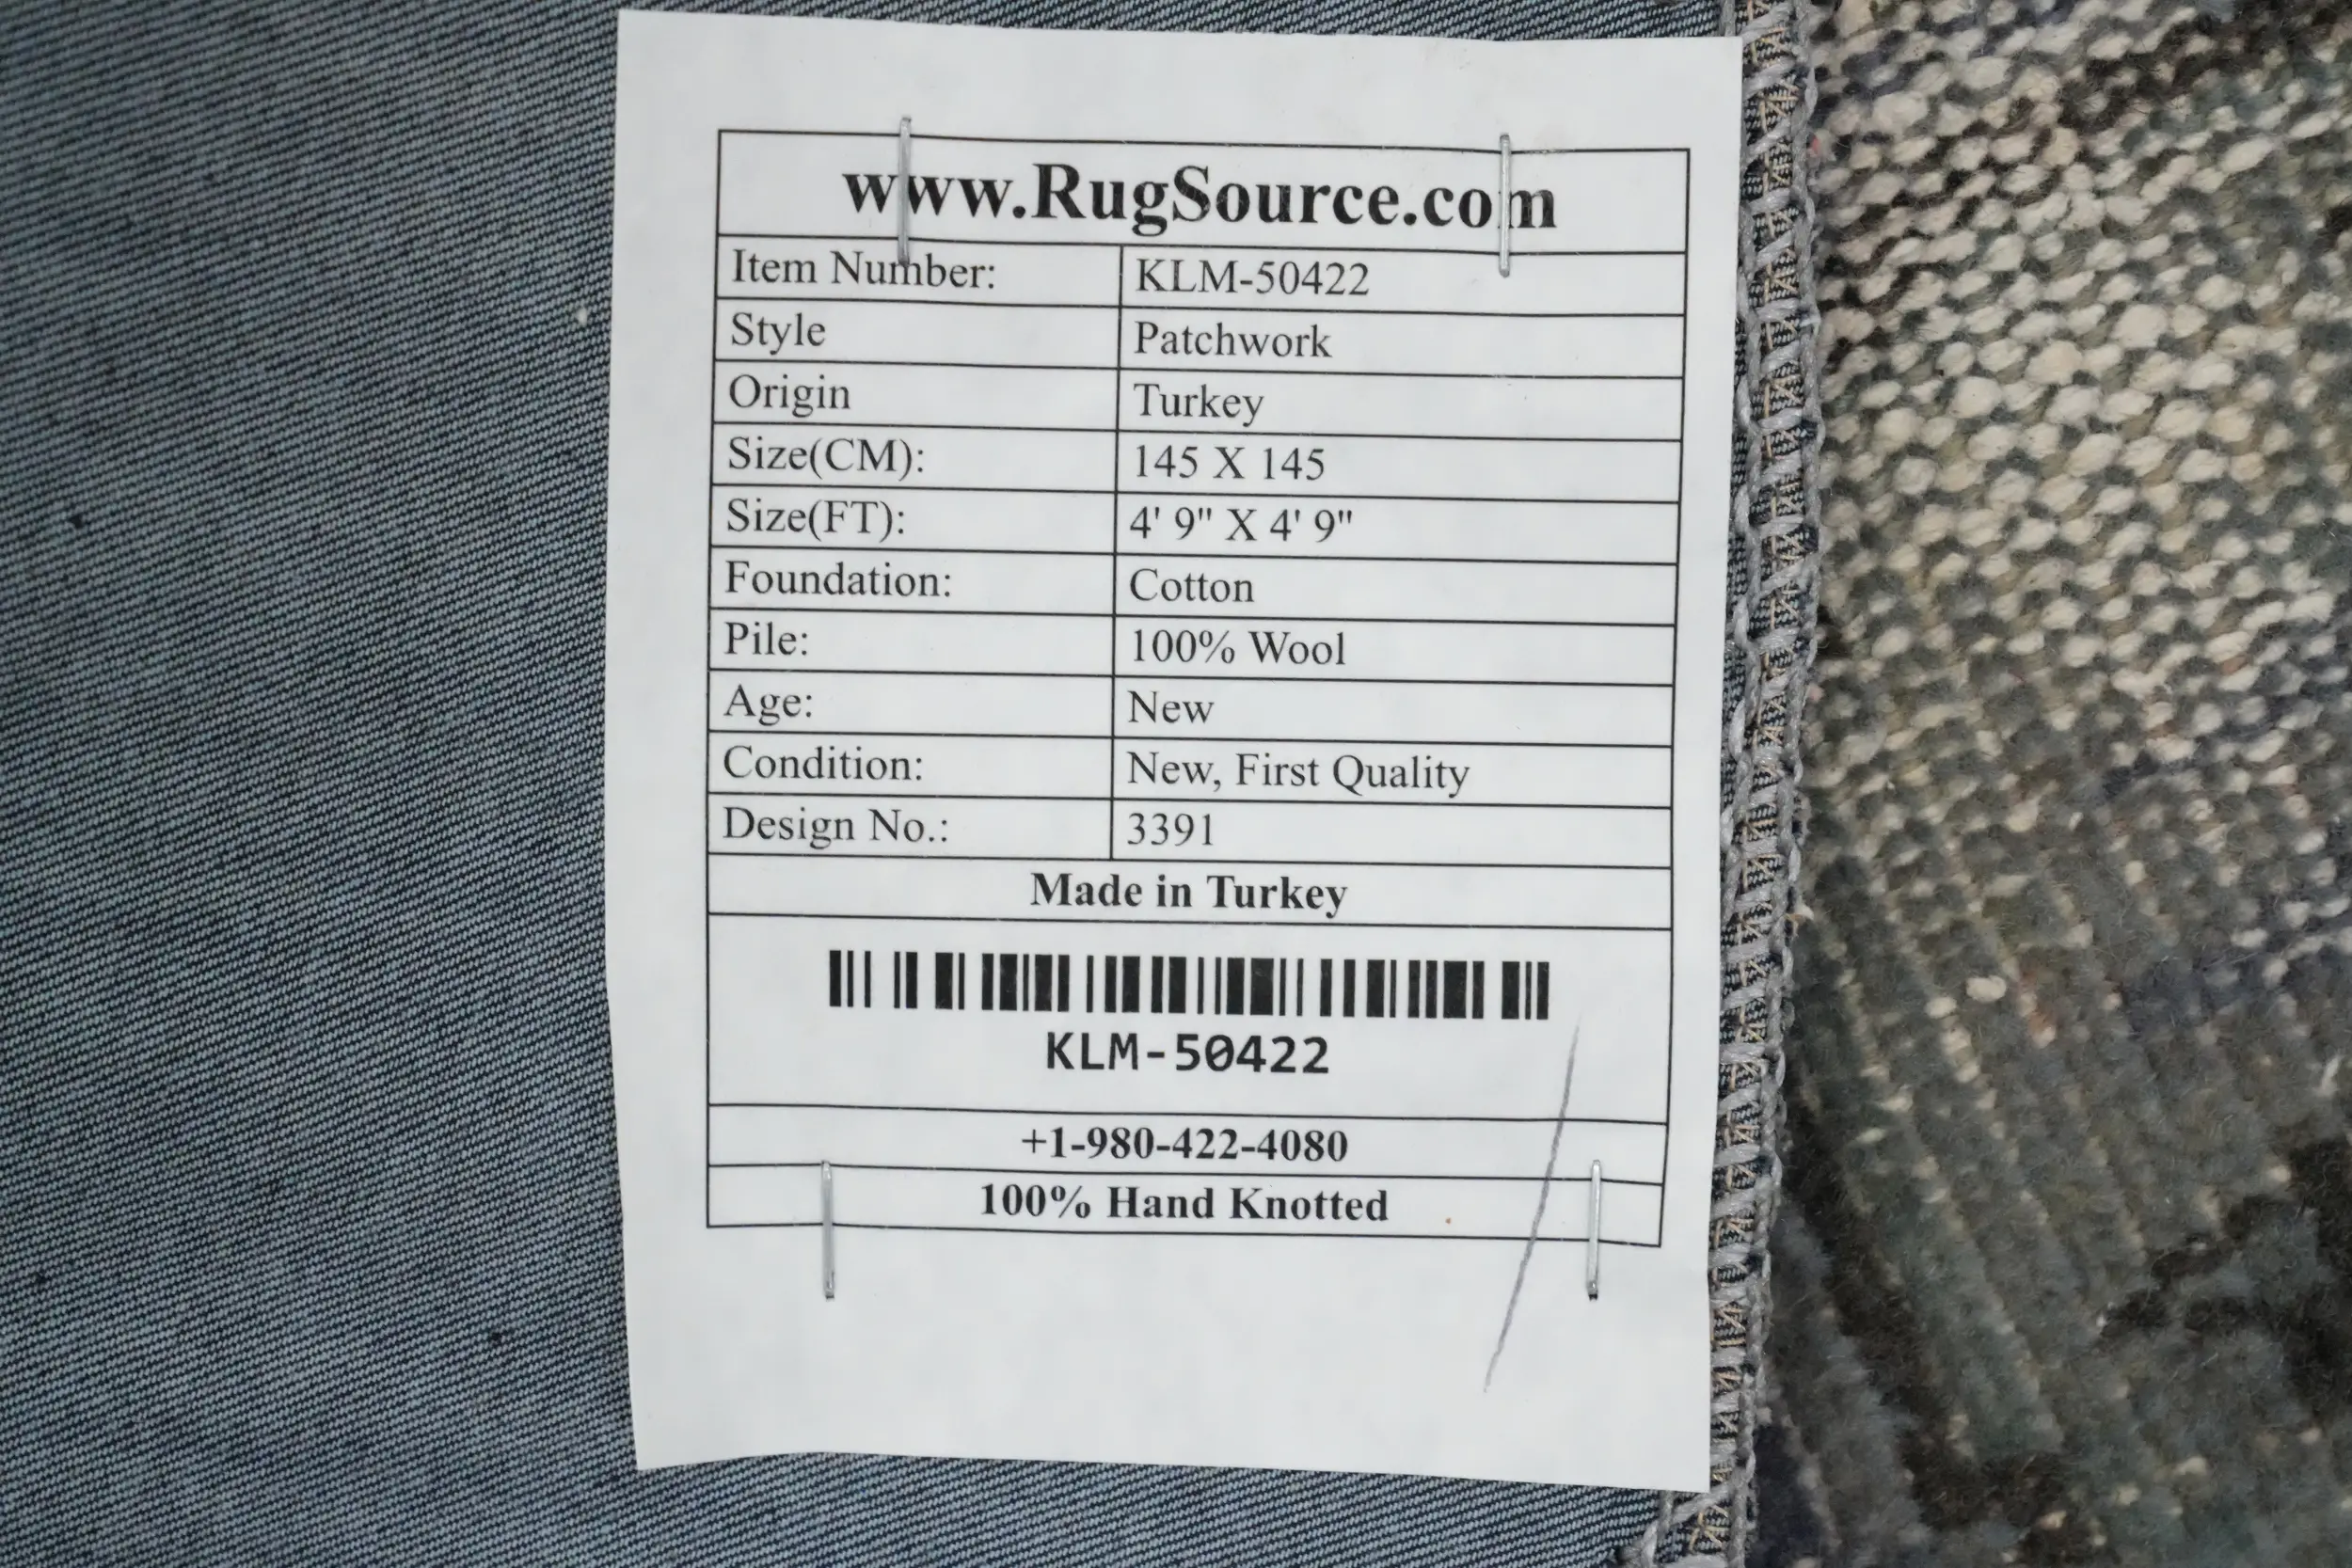 www.RugSource.com
Item Number: KLM-50422
Style Patchwork
Origin Turkey
Size(CM): 145 X 145
Size(FT): 4' 9" X 4' 9"
Foundation: Cotton
Pile: 100% Wool
Age: New
Condition: New, First Quality
Design No.: 3391
Made in Turkey
KLM-50422
+1-980-422-4080
100% Hand Knotted